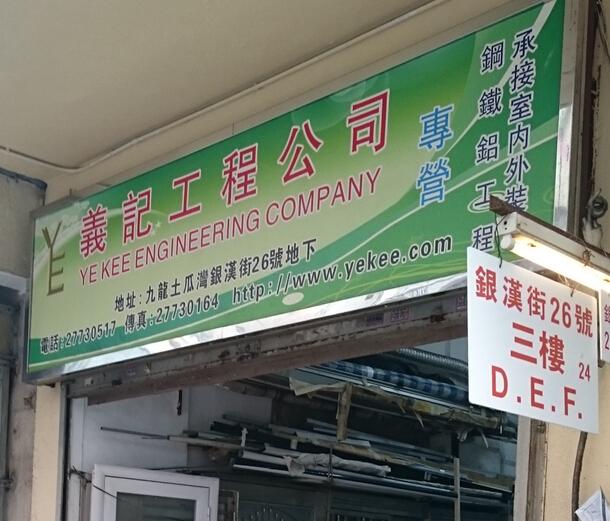 YE
義記工程公司
YE KEE ENGINEERING COMPANY
地址:九龍土瓜灣銀漢街26號地下
電話:27730517 傳真:27730164 http://www.yekee.com
專營
承接室內外裝
鋼鐵鋁工程
銀漢街26號
三樓 24
D.E.F.